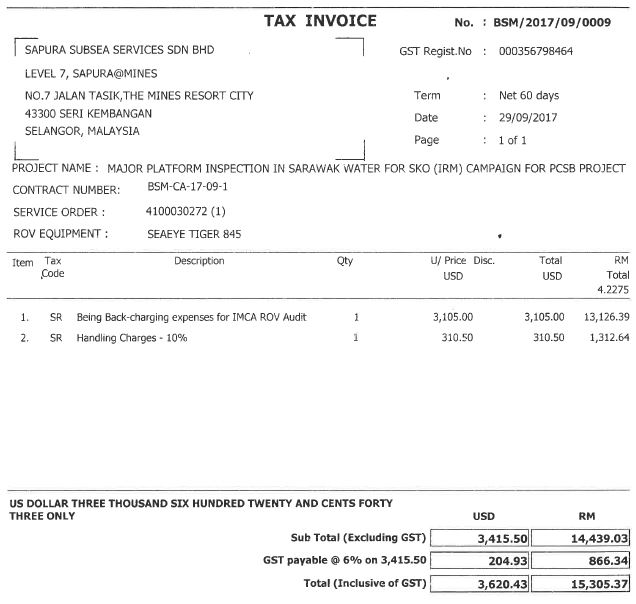 TAX INVOICE
No. : BSM/2017/09/0009
SAPURA SUBSEA SERVICES SDN BHD
GST Regist.No : 000356798464
LEVEL 7, SAPURA@MINES
NO.7 JALAN TASIK,THE MINES RESORT CITY
Term : Net 60 days
43300 SERI KEMBANGAN
Date : 29/09/2017
SELANGOR, MALAYSIA
Page : 1 of 1
PROJECT NAME : MAJOR PLATFORM INSPECTION IN SARAWAK WATER FOR SKO (IRM) CAMPAIGN FOR PCSB PROJECT
CONTRACT NUMBER: BSM-CA-17-09-1
SERVICE ORDER : 4100030272 (1)
ROV EQUIPMENT : SEAEYE TIGER 845
Item Tax Description Qty U/ Price Disc. Total RM
Code USD USD Total
4.2275
1. SR Being Back-charging expenses for IMCA ROV Audit 1 3,105.00 3,105.00 13,126.39
2. SR Handling Charges - 10% 1 310.50 310.50 1,312.64
US DOLLAR THREE THOUSAND SIX HUNDRED TWENTY AND CENTS FORTY
THREE ONLY
USD RM
Sub Total (Excluding GST) 3,415.50 14,439.03
GST payable @ 6% on 3,415.50 204.93 866.34
Total (Inclusive of GST) 3,620.43 15,305.37